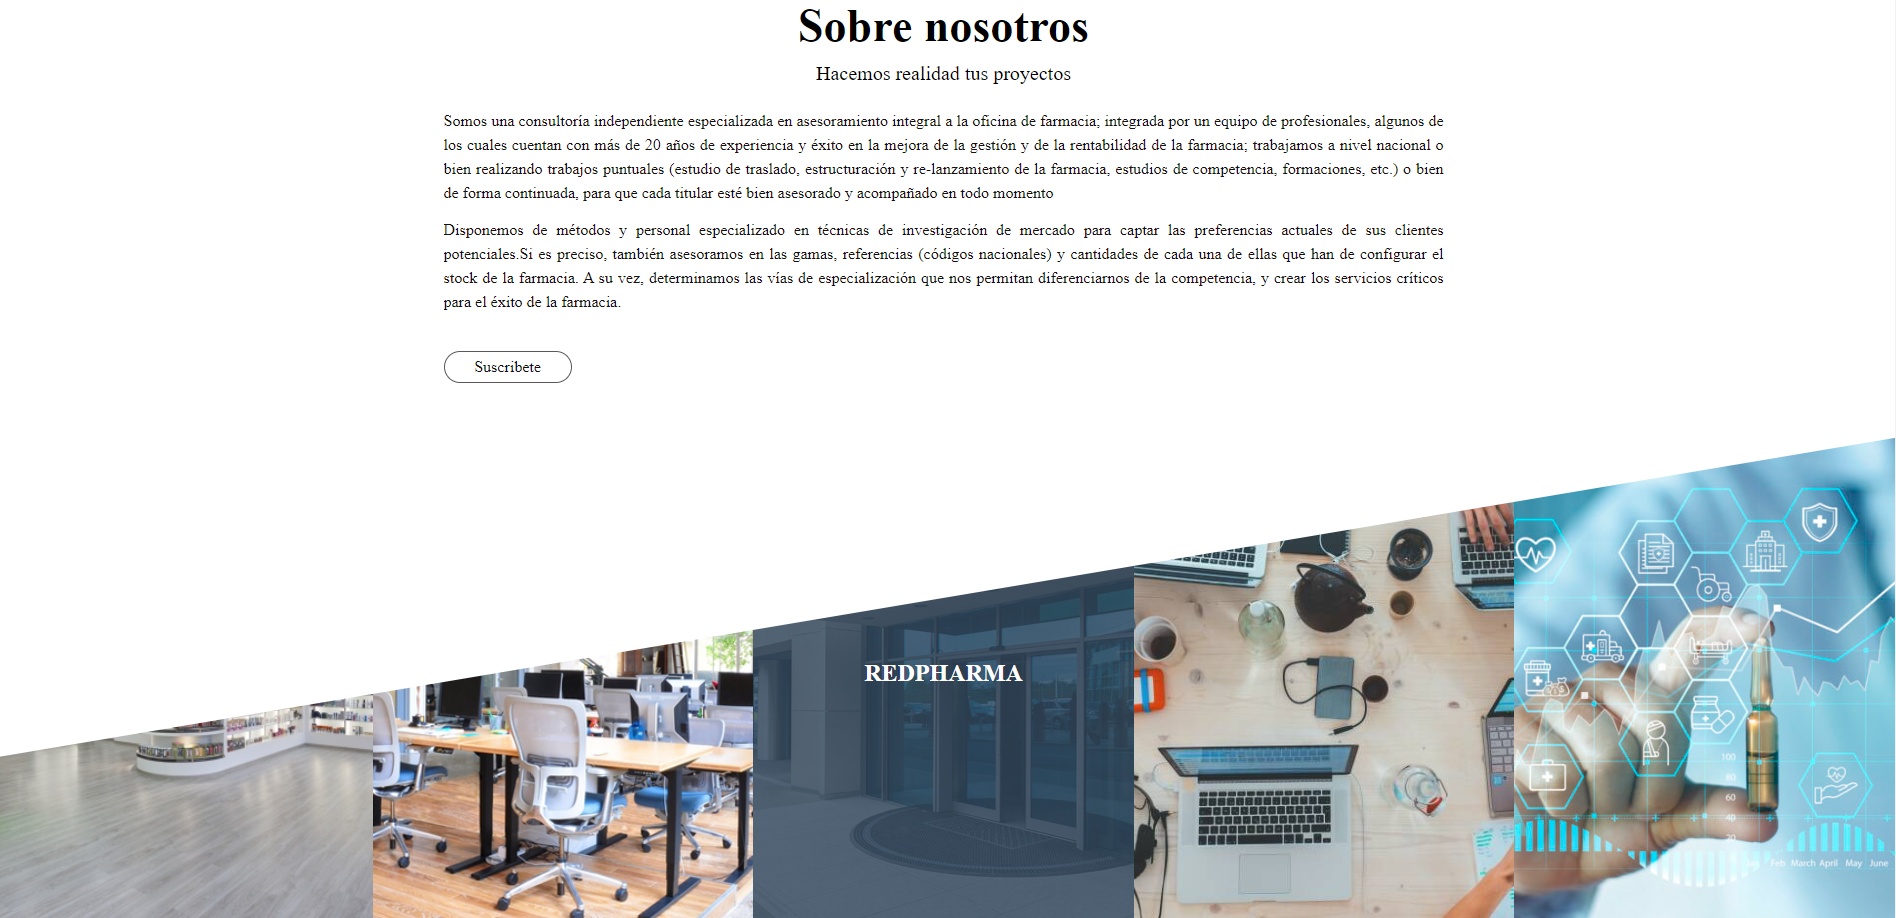 Sobre nosotros
Hacemos realidad tus proyectos
Somos una consultoría independiente especializada en asesoramiento integral a la oficina de farmacia; integrada por un equipo de profesionales, algunos de
los cuales cuentan con más de 20 años de experiencia y éxito en la mejora de la gestión y de la rentabilidad de la farmacia; trabajamos a nivel nacional o
bien realizando trabajos puntuales (estudio de traslado, estructuración y re-lanzamiento de la farmacia, estudios de competencia, formaciones, etc.) o bien
de forma continuada, para que cada titular esté bien asesorado y acompañado en todo momento
Disponemos de métodos y personal especializado en técnicas de investigación de mercado para captar las preferencias actuales de sus clientes
potenciales.Si es preciso, también asesoramos en las gamas, referencias (códigos nacionales) y cantidades de cada una de ellas que han de configurar el
stock de la farmacia. A su vez, determinamos las vías de especialización que nos permitan diferenciarnos de la competencia, y crear los servicios críticos
para el éxito de la farmacia.
Suscribete
REDPHARMA
100
80
60
40
20
Feb March April May June